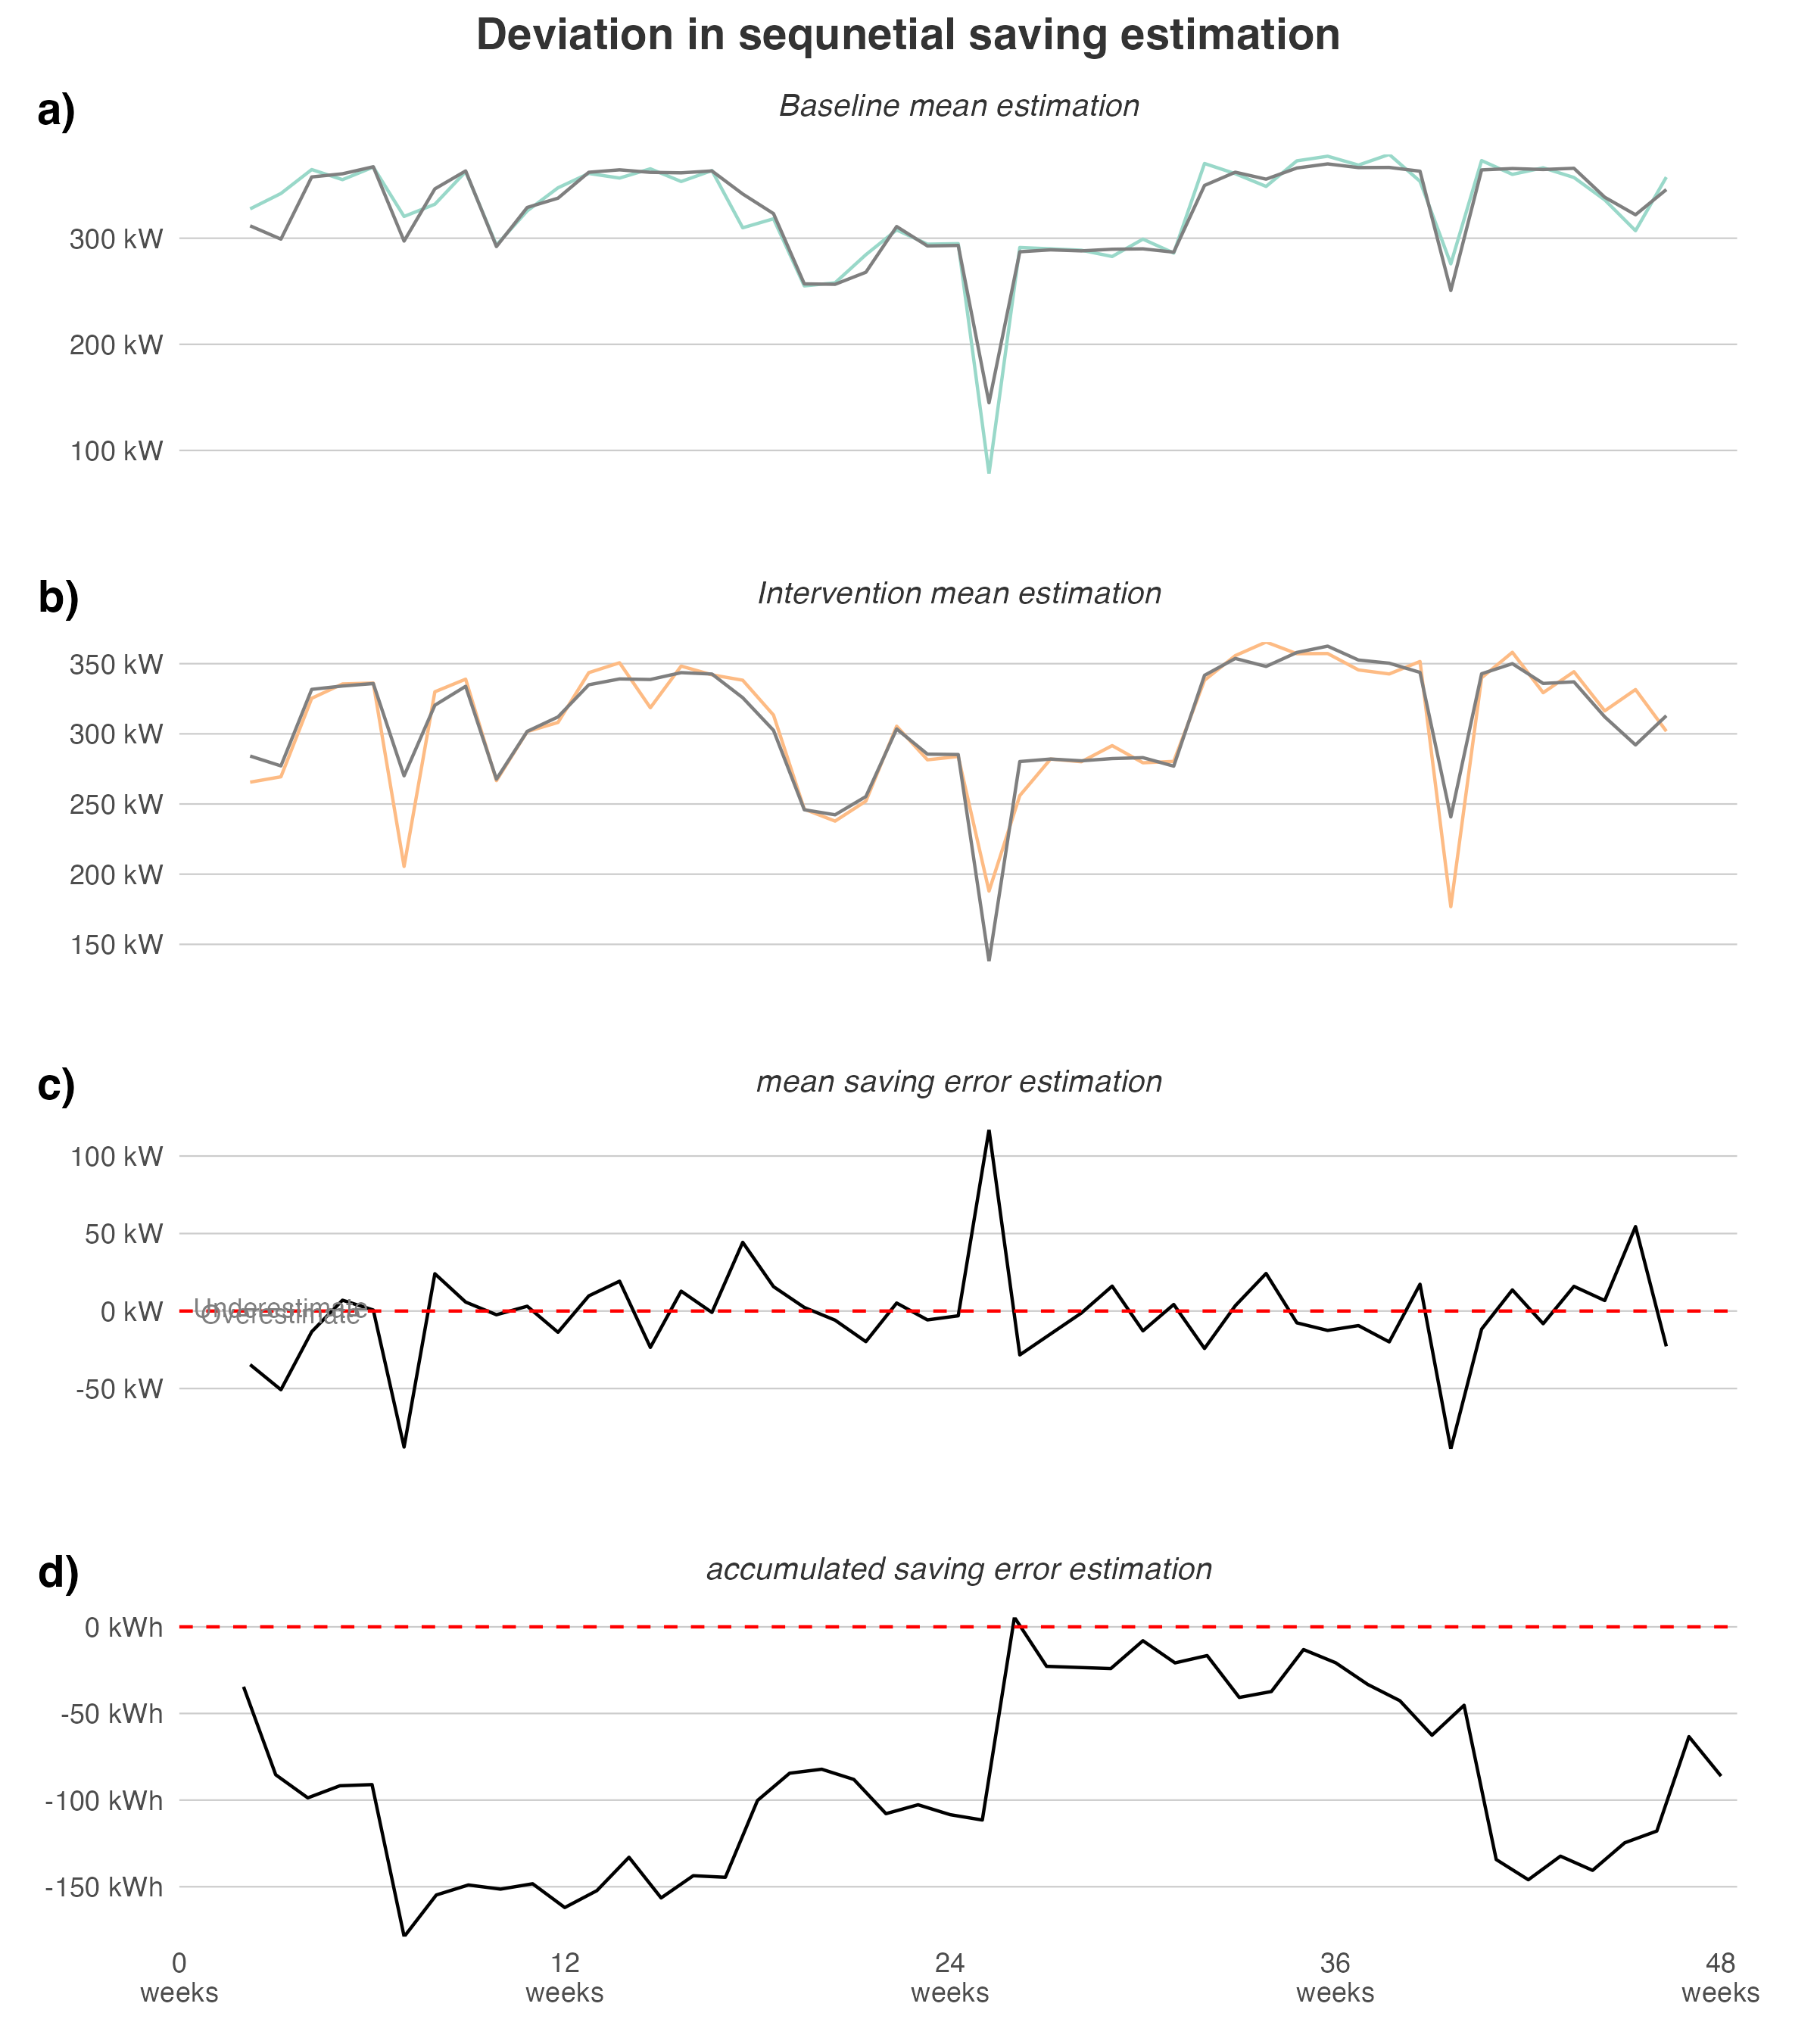 Deviation in sequnetial saving estimation
a)
Baseline mean estimation
300 kW
200 kW
100 kW
b)
Intervention mean estimation
350 kW
300 kW
250 kW
200 kW
150 kW
c)
mean saving error estimation
100 kW
50 kW
0 kW
Underestimate
Overestimate
-50 kW
d)
accumulated saving error estimation
0 kWh
-50 kWh
-100 kWh
-150 kWh
0 12 24 36 48
weeks weeks weeks weeks weeks